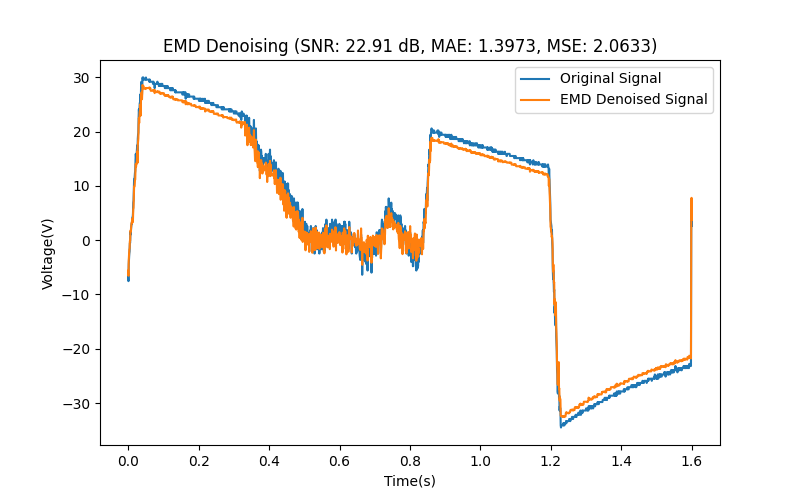 EMD Denoising (SNR: 22.91 dB, MAE: 1.3973, MSE: 2.0633)
Original Signal
EMD Denoised Signal
30
20
10
0
−10
−20
−30
Voltage(V)
0.0 0.2 0.4 0.6 0.8 1.0 1.2 1.4 1.6
Time(s)